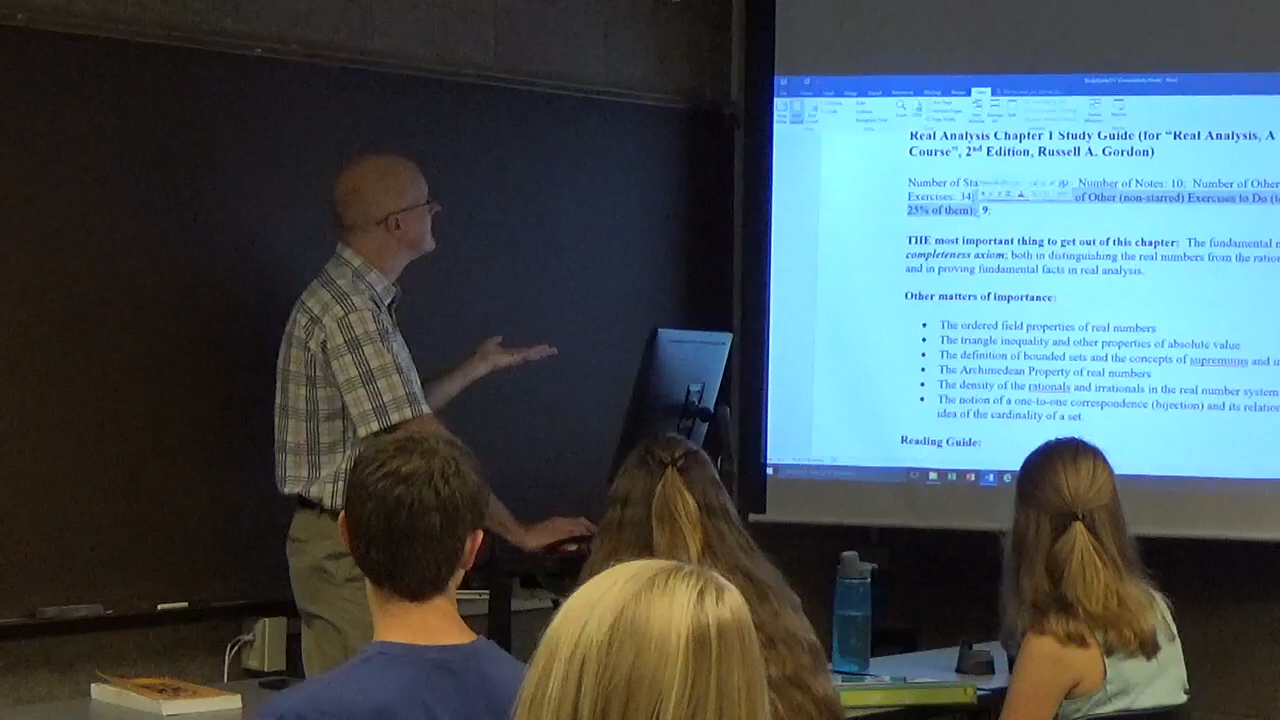 Real Analysis Chapter 1 Study Guide (for "Real Analysis, A
Course", 2nd Edition, Russell A. Gordon)
Number of Sta Number of Notes: 10; Number of Other
Exercises: 34 of Other (non-starred) Exercises to Do (
25% of them): 9;
THE most important thing to get out of this chapter: The fundamental
completeness axiom; both in distinguishing the real numbers from the ratio
and in proving fundamental facts in real analysis.
Other matters of importance:
• The ordered field properties of real numbers
• The triangle inequality and other properties of absolute value
• The definition of bounded sets and the concepts of supremums and i
• The Archimedean Property of real numbers
• The density of the rationals and irrationals in the real number system
• The notion of a one-to-one correspondence (bijection) and its relatio
idea of the cardinality of a set.
Reading Guide: